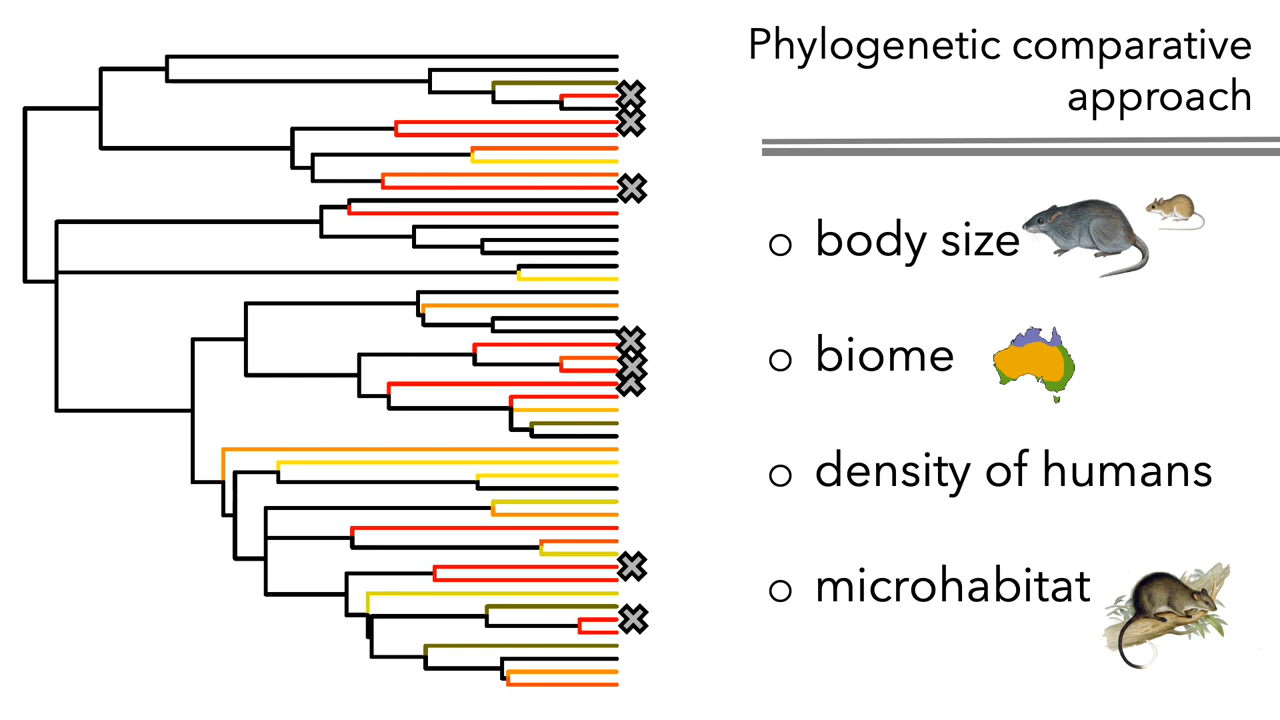 Phylogenetic comparative
approach
body size
biome
density of humans
microhabitat